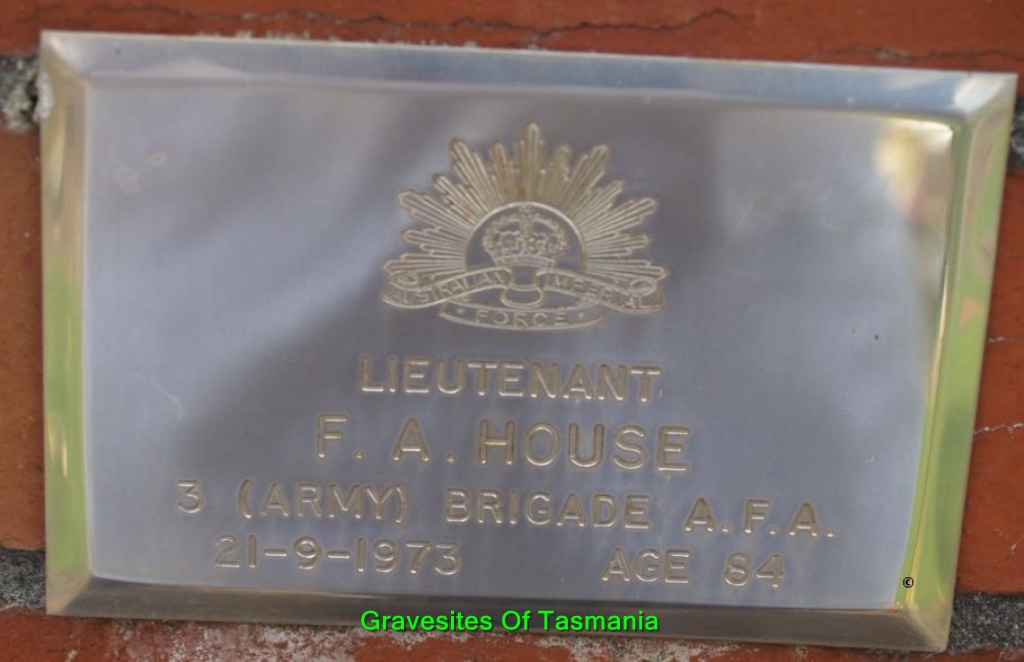 AUSTRALIAN IMPERIAL
FORCE
LIEUTENANT
F. A. HOUSE
3 (ARMY) BRIGADE A.F.A.
21-9-1973 AGE 84
©
Gravesites Of Tasmania